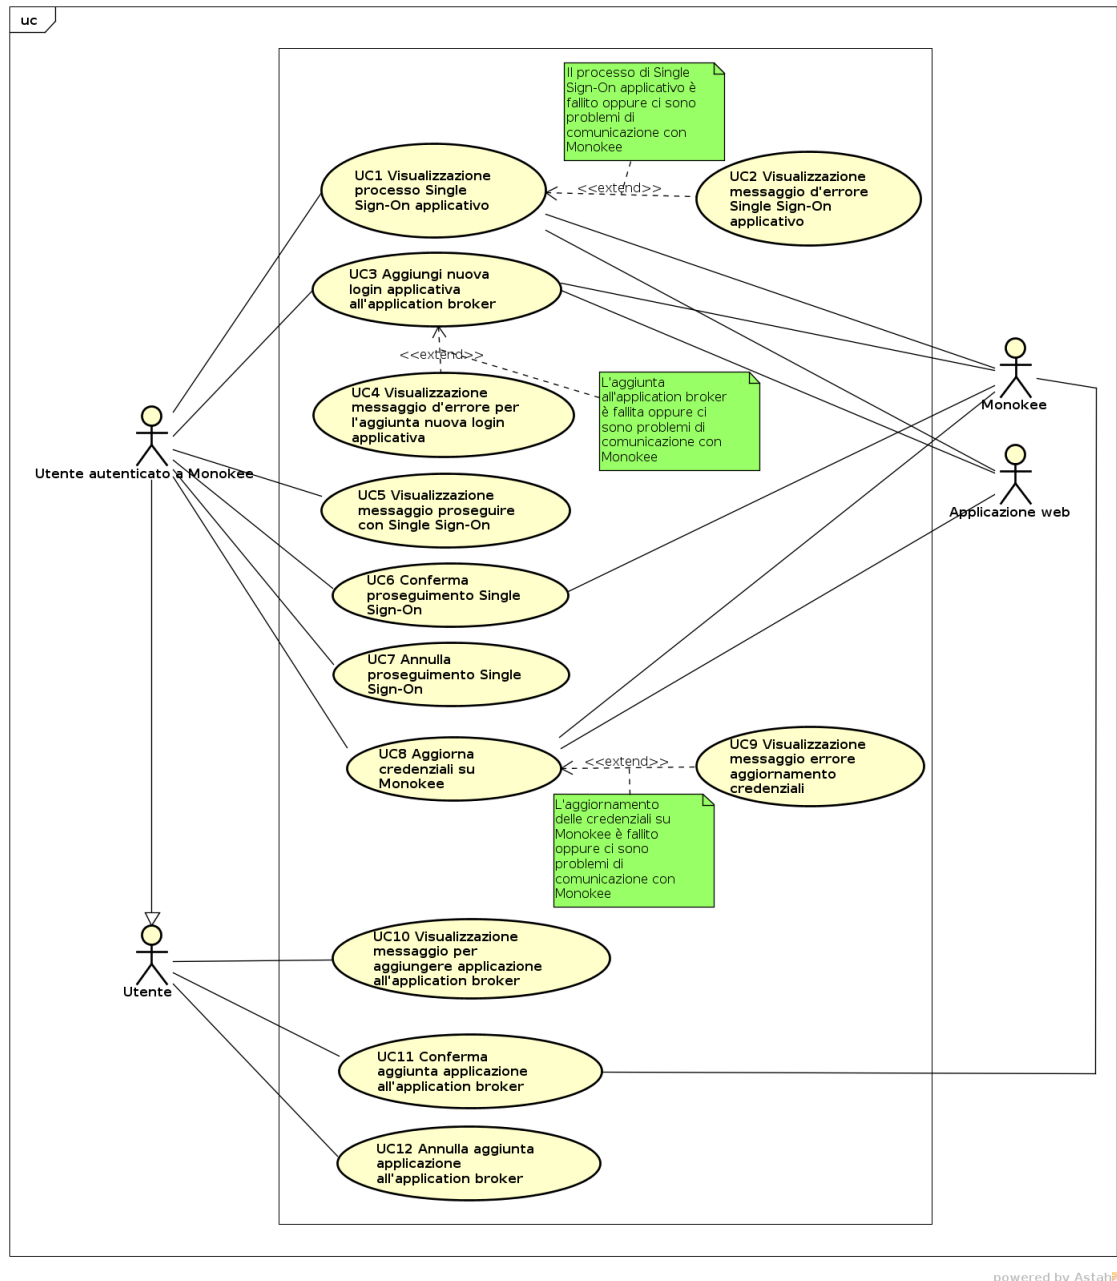 uc
Il processo di Single
Sign-On applicativo è
fallito oppure ci sono
problemi di
comunicazione con
Monokee
UC1 Visualizzazione
processo Single
Sign-On applicativo
<<extend>>
UC2 Visualizzazione
messaggio d'errore
Single Sign-On
applicativo
UC3 Aggiungi nuova
login applicativa
all'application broker
<<extend>>
UC4 Visualizzazione
messaggio d'errore per
l'aggiunta nuova login
applicativa
L'aggiunta
all'application broker
è fallita oppure ci
sono problemi di
comunicazione con
Monokee
Monokee
Utente autenticato a Monokee
Applicazione web
UC5 Visualizzazione
messaggio proseguire
con Single Sign-On
UC6 Conferma
proseguimento Single
Sign-On
UC7 Annulla
proseguimento Single
Sign-On
UC8 Aggiorna
credenziali su
Monokee
<<extend>>
UC9 Visualizzazione
messaggio errore
aggiornamento
credenziali
L'aggiornamento
delle credenziali su
Monokee è fallito
oppure ci sono
problemi di
comunicazione con
Monokee
Utente
UC10 Visualizzazione
messaggio per
aggiungere applicazione
all'application broker
UC11 Conferma
aggiunta applicazione
all'application broker
UC12 Annulla aggiunta
applicazione
all'application broker
powered by Astah